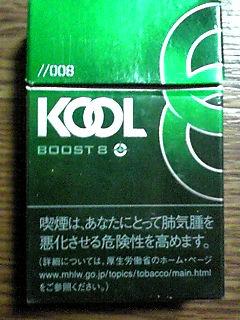 //008
KOOL
BOOST 8
喫煙は、あなたにとって肺気腫を
悪化させる危険性を高めます。
(詳細については、厚生労働省のホーム・ページ
www.mhlw.go.jp/topics/tobacco/main.html
をご参照ください。)